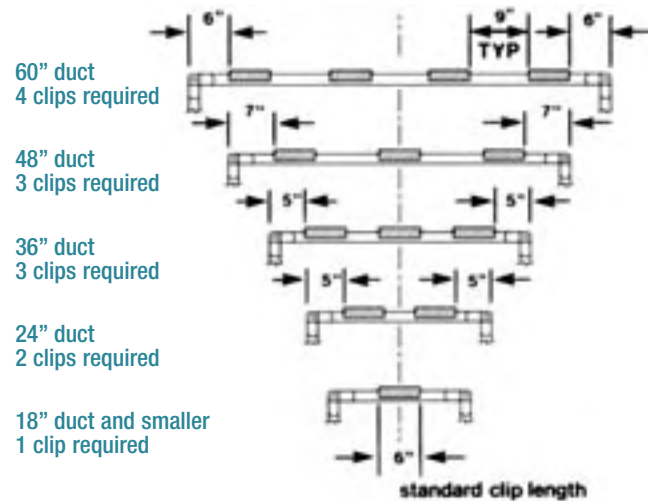 6" 9" 6"
TYP
60” duct
4 clips required
7" 7"
48” duct
3 clips required
5" 5"
36” duct
3 clips required
5" 5"
24” duct
2 clips required
18” duct and smaller
1 clip required
6"
standard clip length